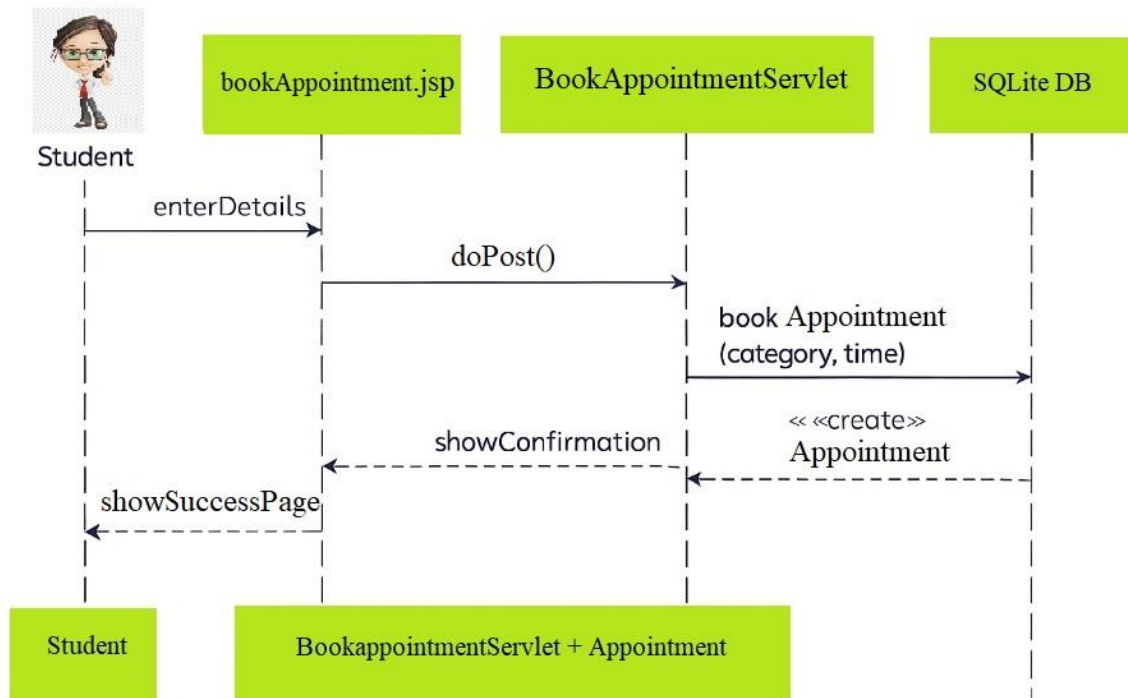 bookAppointment.jsp
BookAppointmentServlet
SQLite DB
Student
enterDetails
doPost()
book Appointment
(category, time)
« «create»
Appointment
showConfirmation
showSuccessPage
Student
BookappointmentServlet + Appointment